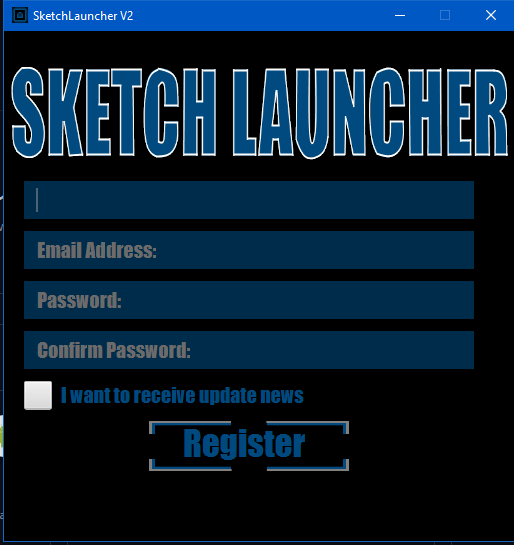 SketchLauncher V2
SKETCH LAUNCHER
Email Address:
Password:
Confirm Password:
I want to receive update news
Register